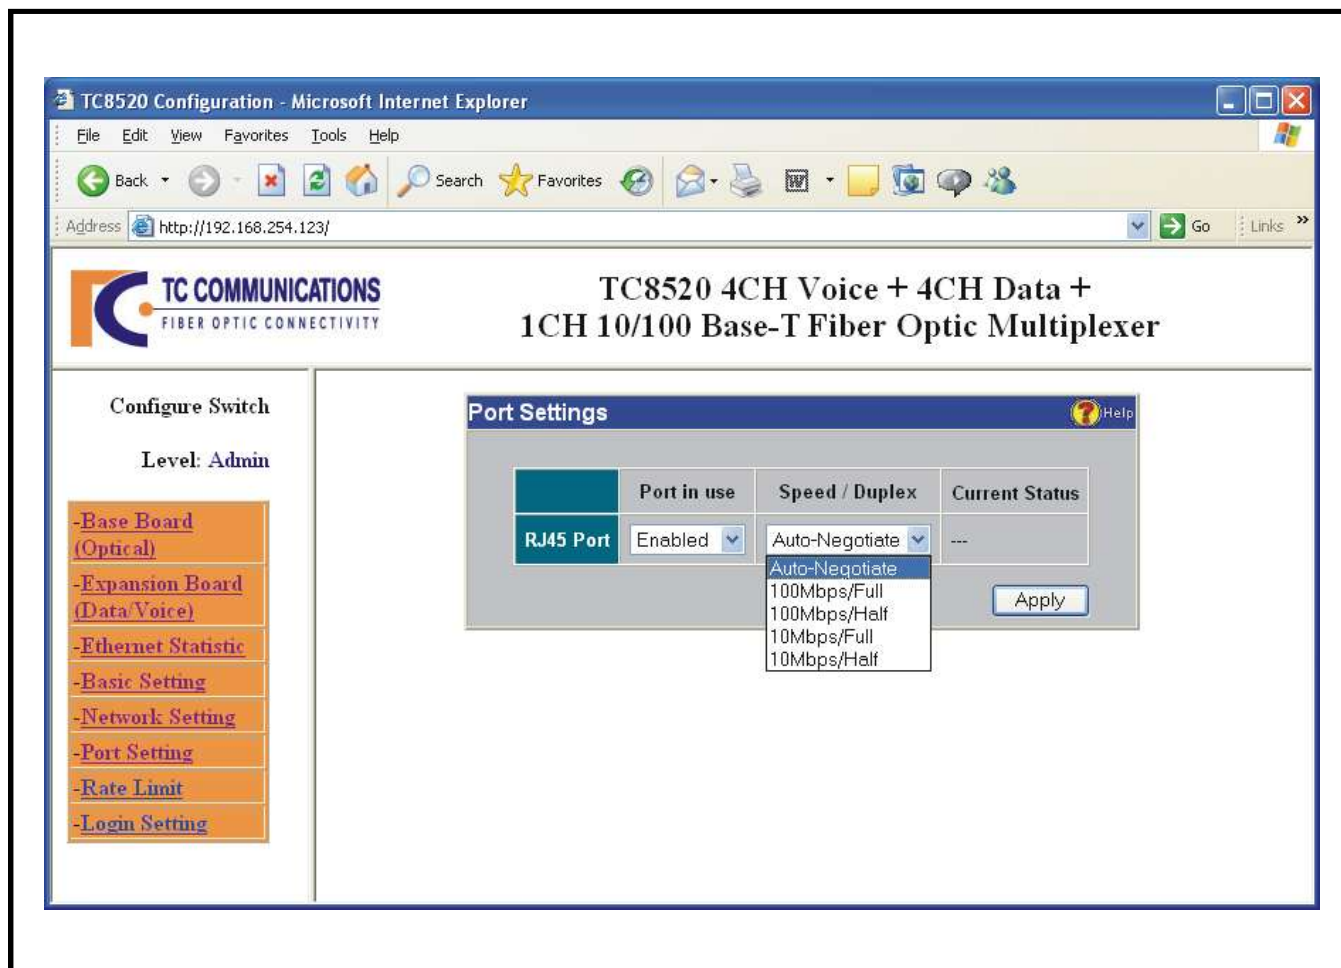 TC8520 Configuration - Microsoft Internet Explorer
File Edit View Favorites Tools Help
Back Search Favorites
Address http://192.168.254.123/ Go Links »
TC COMMUNICATIONS
FIBER OPTIC CONNECTIVITY
TC8520 4CH Voice + 4CH Data +
1CH 10/100 Base-T Fiber Optic Multiplexer
Configure Switch
Level: Admin
-Base Board
(Optical)
-Expansion Board
(Data/Voice)
-Ethernet Statistic
-Basic Setting
-Network Setting
-Port Setting
-Rate Limit
-Login Setting
Port Settings ? Help
Port in use Speed / Duplex Current Status
RJ45 Port Enabled Auto-Negotiate ---
Auto-Negotiate
100Mbps/Full
100Mbps/Half
10Mbps/Full
10Mbps/Half
Apply